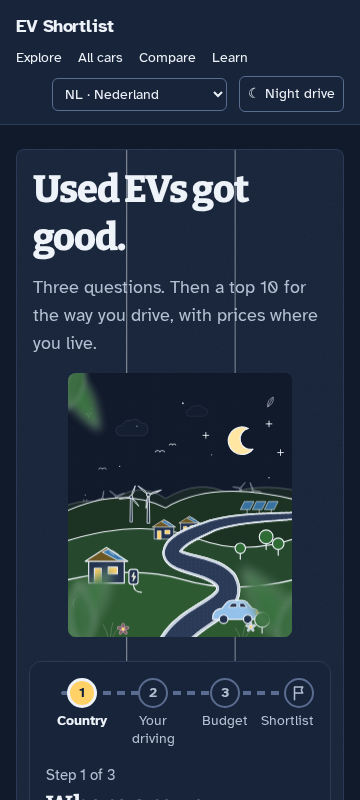 EV Shortlist
Explore All cars Compare Learn
NL · Nederland
☾ Night drive
Used EVs got
good.
Three questions. Then a top 10 for
the way you drive, with prices where
you live.
1 2 3
Country Your driving Budget Shortlist
Step 1 of 3